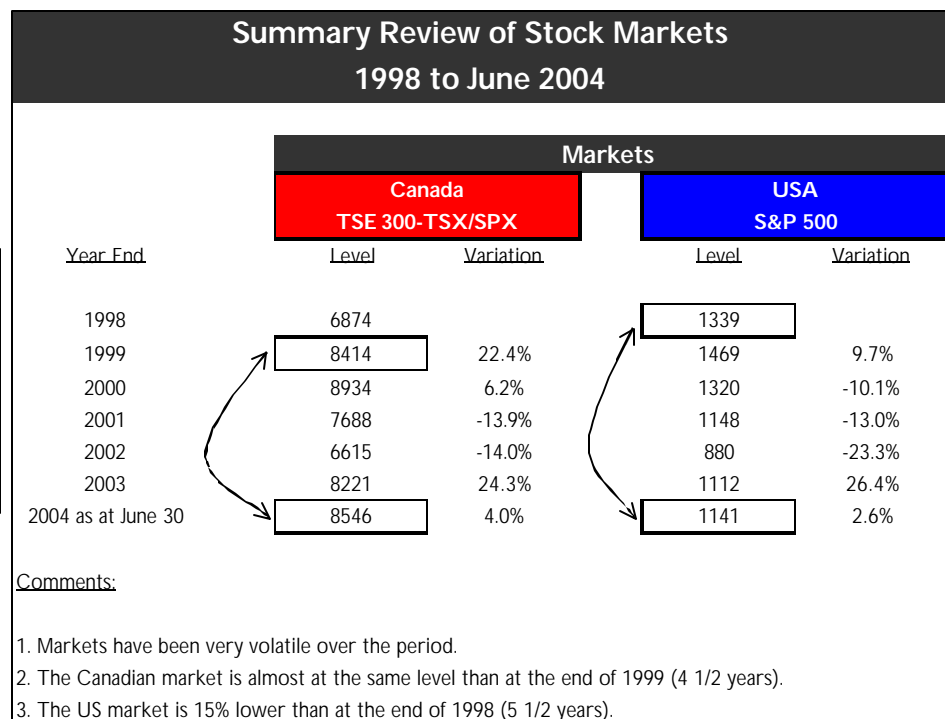 Summary Review of Stock Markets
1998 to June 2004
Markets
Canada USA
TSE 300-TSX/SPX S&P 500
Year End Level Variation Level Variation
1998 6874 1339
1999 8414 22.4% 1469 9.7%
2000 8934 6.2% 1320 -10.1%
2001 7688 -13.9% 1148 -13.0%
2002 6615 -14.0% 880 -23.3%
2003 8221 24.3% 1112 26.4%
2004 as at June 30 8546 4.0% 1141 2.6%
Comments:
1. Markets have been very volatile over the period.
2. The Canadian market is almost at the same level than at the end of 1999 (4 1/2 years).
3. The US market is 15% lower than at the end of 1998 (5 1/2 years).